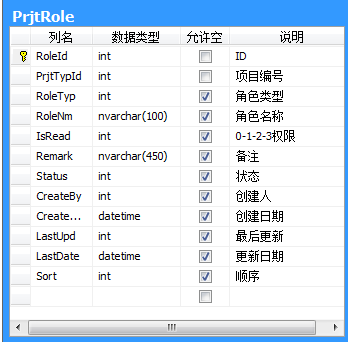 PrjtRole
列名 数据类型 允许空 说明
RoleId int ID
PrjtTypId int 项目编号
RoleTyp int 角色类型
RoleNm nvarchar(100) 角色名称
IsRead int 0-1-2-3权限
Remark nvarchar(450) 备注
Status int 状态
CreateBy int 创建人
Create... datetime 创建日期
LastUpd int 最后更新
LastDate datetime 更新日期
Sort int 顺序